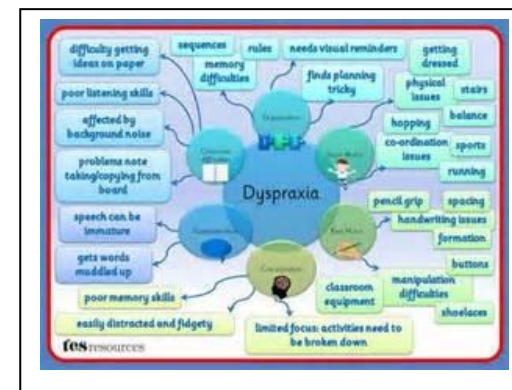 difficulty getting
ideas on paper
poor listening skills
affected by
background noise
problems note
taking/copying from
board
speech can be
immature
gets words
muddled up
poor memory skills
easily distracted and fidgety
limited focus: activities need to
be broken down
sequences
rules
memory
difficulties
needs visual reminders
finds planning
tricky
getting
dressed
physical
issues
stairs
balance
hopping
co-ordination
issues
sports
running
pencil grip
spacing
handwriting issues
formation
buttons
manipulation
difficulties
classroom
equipment
shoelaces
Organisation
Dyspraxia
tes resources